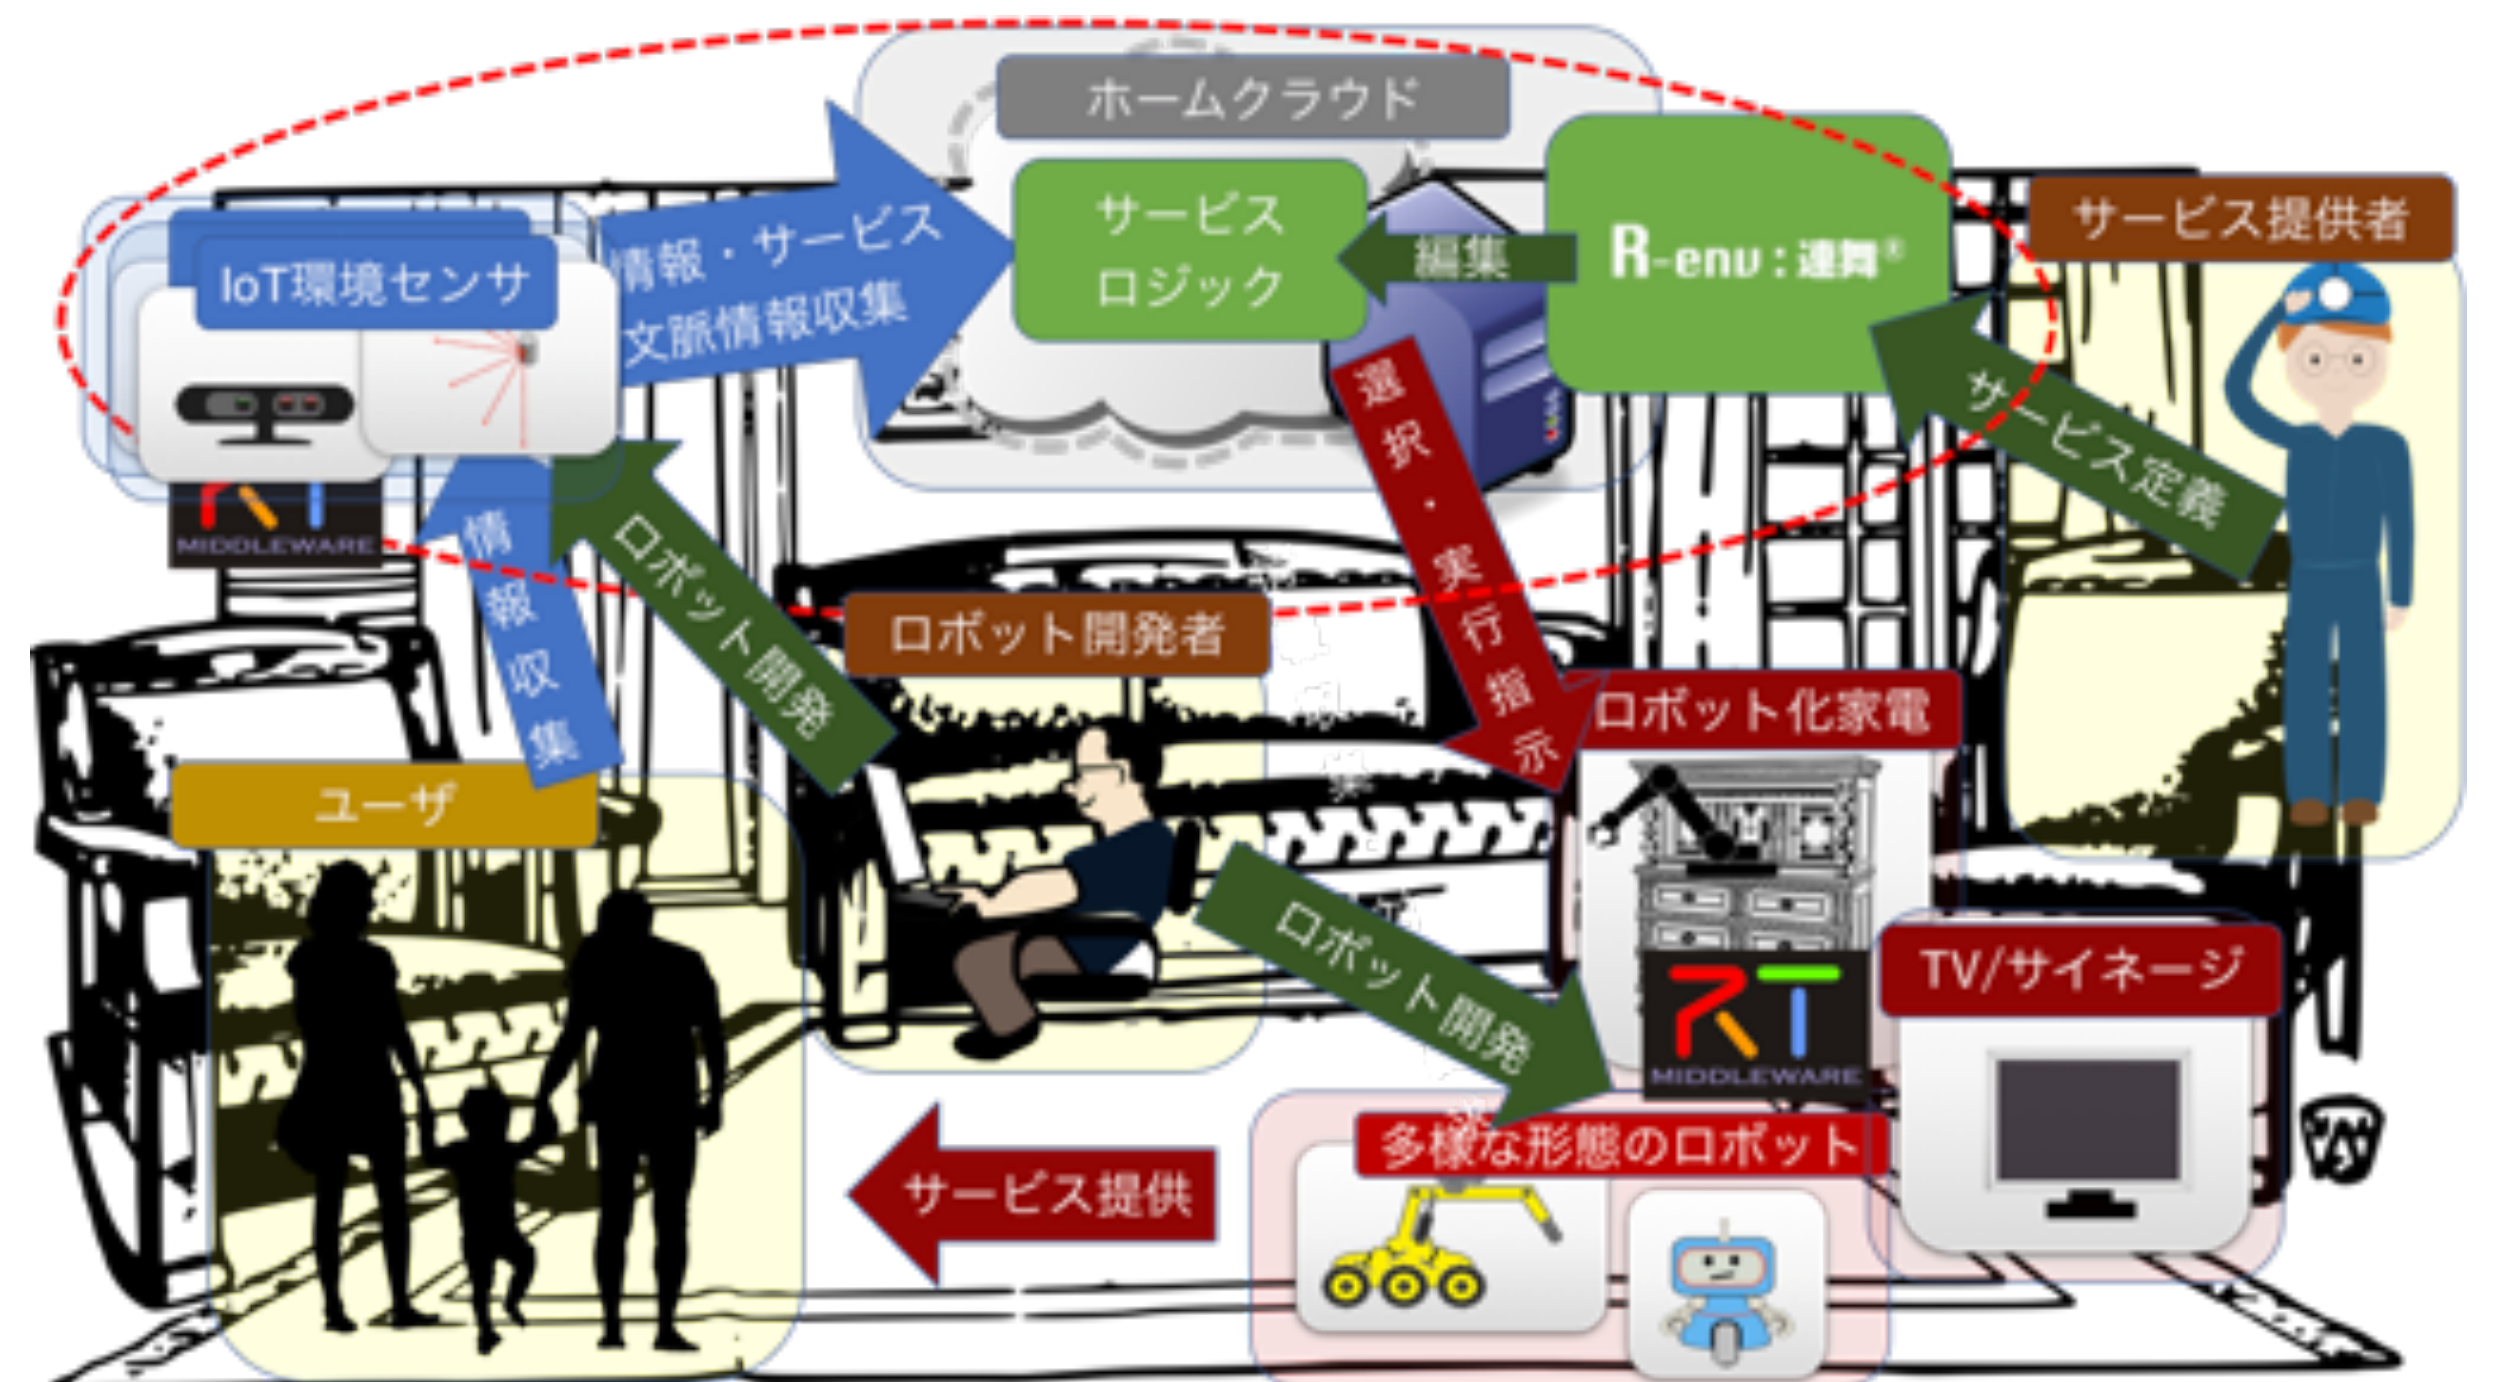 ホームクラウド
サービス
ロジック
編集
R-env：連舞®
サービス提供者
IoT環境センサ
情報・サービス
文脈情報収集
サービス定義
選択・実行指示
RT
MIDDLEWARE
情報収集
ロボット開発
ロボット開発者
ロボット化家電
ユーザ
ロボット開発
RT
MIDDLEWARE
TV/サイネージ
多様な形態のロボット
サービス提供